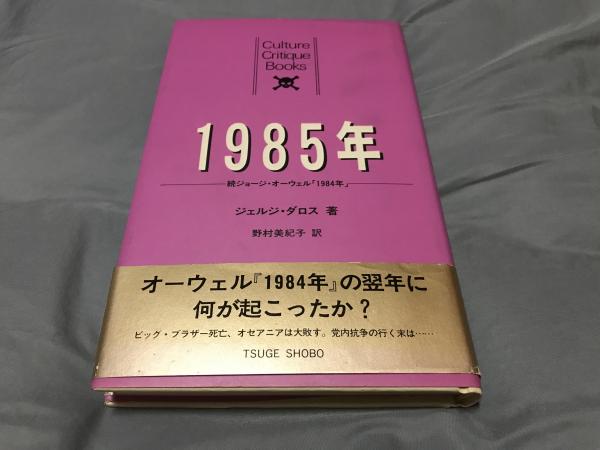 Culture
Critique
Books
1985年
続ジョージ・オーウェル「1984年」
ジェルジ・ダロス 著
野村美紀子 訳
オーウェル『1984年』の翌年に
何が起こったか？
ビッグ・ブラザー死亡、オセアニアは大敗す。党内抗争の行く末は……
TSUGE SHOBO